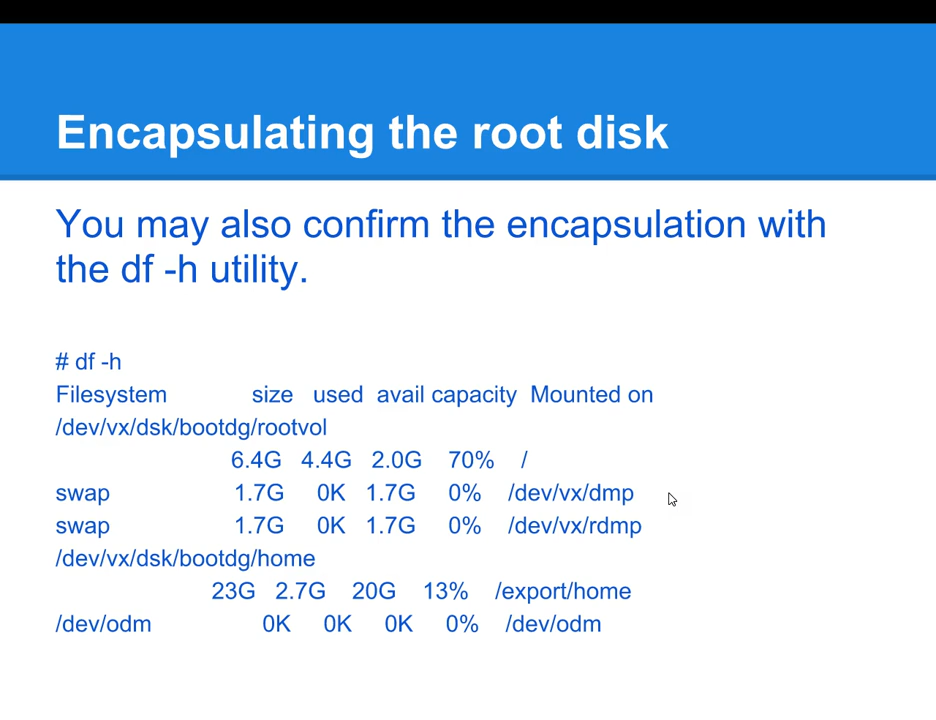 Encapsulating the root disk
You may also confirm the encapsulation with
the df -h utility.
# df -h
Filesystem size used avail capacity Mounted on
/dev/vx/dsk/bootdg/rootvol
6.4G 4.4G 2.0G 70% /
swap 1.7G 0K 1.7G 0% /dev/vx/dmp
swap 1.7G 0K 1.7G 0% /dev/vx/rdmp
/dev/vx/dsk/bootdg/home
23G 2.7G 20G 13% /export/home
/dev/odm 0K 0K 0K 0% /dev/odm